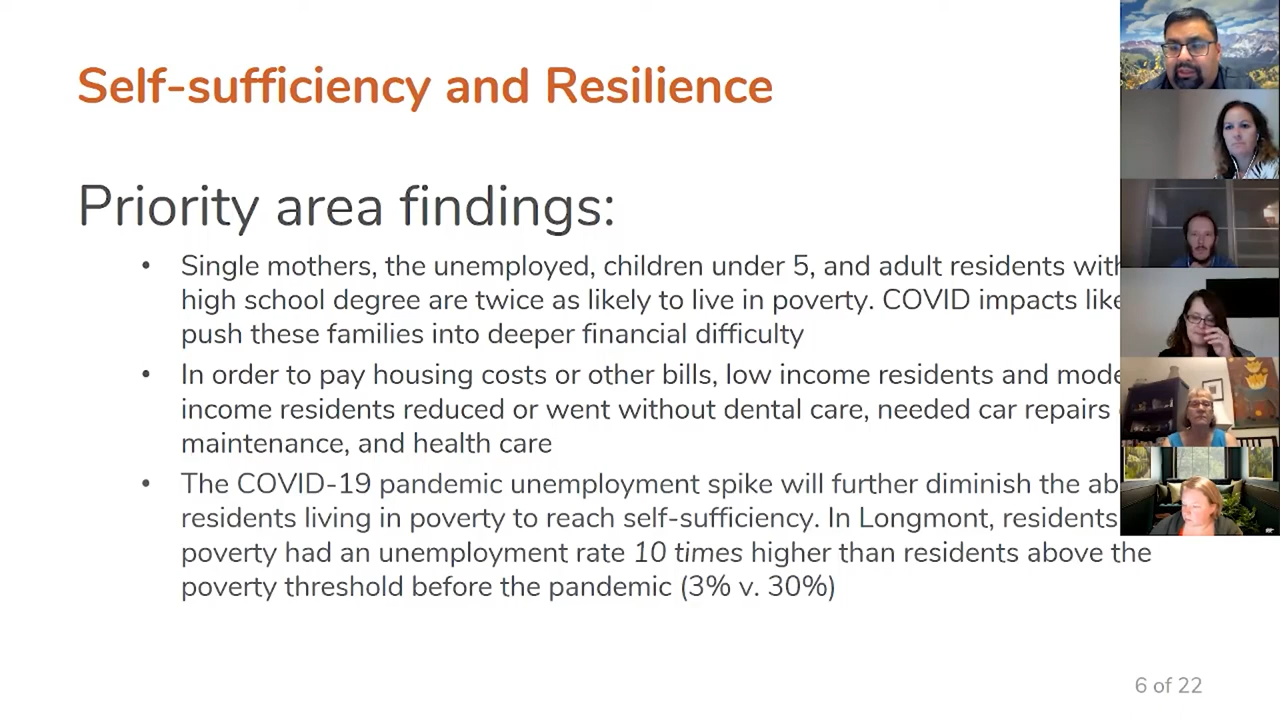 Self-sufficiency and Resilience
Priority area findings:
• Single mothers, the unemployed, children under 5, and adult residents with
high school degree are twice as likely to live in poverty. COVID impacts
push these families into deeper financial difficulty
• In order to pay housing costs or other bills, low income residents and
income residents reduced or went without dental care, needed car repairs
maintenance, and health care
• The COVID-19 pandemic unemployment spike will further diminish the
residents living in poverty to reach self-sufficiency. In Longmont, residents
poverty had an unemployment rate 10 times higher than residents above the
poverty threshold before the pandemic (3% v. 30%)
6 of 22